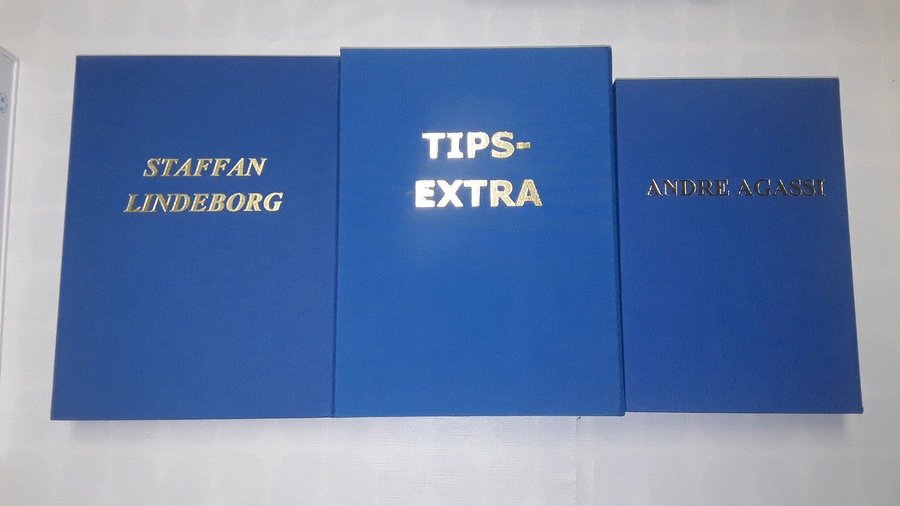 STAFFAN
LINDEBORG
TIPS-
EXTRA
ANDRE AGASSI